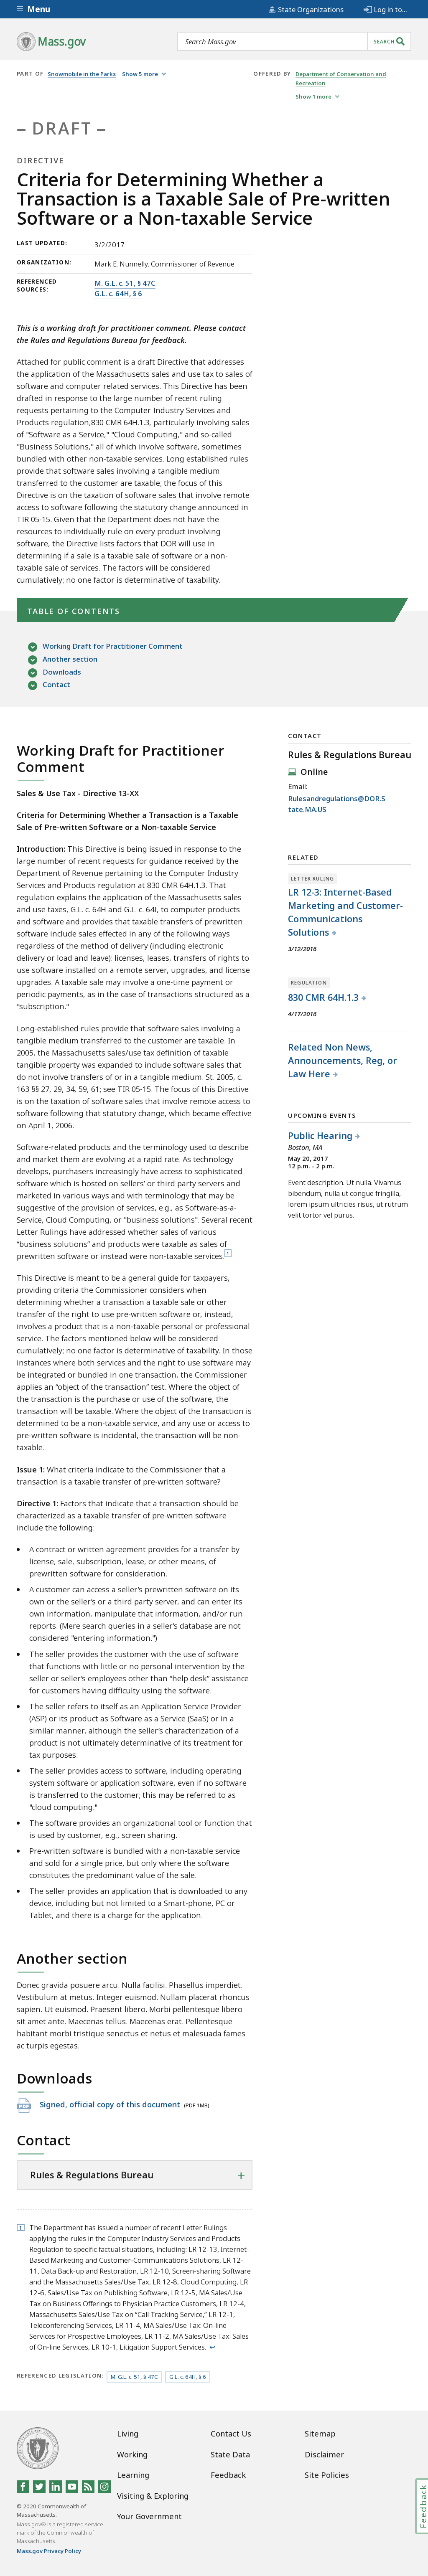 Menu
State Organizations
Log in to...
Mass.gov
Search Mass.gov
SEARCH
PART OF Snowmobile in the Parks Show 5 more
OFFERED BY Department of Conservation and
Recreation
Show 1 more
– DRAFT –
DIRECTIVE
Criteria for Determining Whether a
Transaction is a Taxable Sale of Pre-written
Software or a Non-taxable Service
LAST UPDATED: 3/2/2017
ORGANIZATION: Mark E. Nunnelly, Commissioner of Revenue
REFERENCED
SOURCES:
M. G.L. c. 51, § 47C
G.L. c. 64H, § 6
This is a working draft for practitioner comment. Please contact
the Rules and Regulations Bureau for feedback.
Attached for public comment is a draft Directive that addresses
the application of the Massachusetts sales and use tax to sales of
software and computer related services. This Directive has been
drafted in response to the large number of recent ruling
requests pertaining to the Computer Industry Services and
Products regulation,830 CMR 64H.1.3, particularly involving sales
of "Software as a Service," "Cloud Computing," and so-called
"Business Solutions," all of which involve software, sometimes
bundled with other non-taxable services. Long established rules
provide that software sales involving a tangible medium
transferred to the customer are taxable; thus the focus of this
Directive is on taxation of sales of software involving remote
access to software following the statutory change announced in
TIR 05-15. Given that the Department does not have the
resources to individually rule on every product involving
software, the Directive lists factors that DOR will use in
determining if a sale is a taxable sale of software or a non-
taxable service. All of the factors will be considered
cumulatively; no one factor is determinative of taxability.
TABLE OF CONTENTS
Working Draft for Practitioner Comment
Another section
Downloads
Contact
Working Draft for Practitioner
Comment
Sales & Use Tax - Directive 13-XX
Criteria for Determining Whether a Transaction is a Taxable
Sale of Pre-written Software or a Non-taxable Service
Introduction: This Directive is being issued in response to the
large number of recent requests for guidance received by the
Department pertaining to the Department's Computer Industry
Services and Products regulation at 830 CMR 64H.1.3. That
regulation explains the application of the Massachusetts sales
and use taxes, G.L. c. 64H and G.L. c. 64I, to computer products
and software and related services. Taxable transfers of prewritten
software include sales effected in any of the following ways
regardless of the method of delivery (including electronic
delivery or load and leave): licenses, leases, transfers of rights to
use software installed on a remote server, upgrades, and license
upgrades. A taxable sale may involve a one-time payment or
charge or periodic payments, as in the case of transactions
structured as a "subscription."
Long-established rules provide that software sales involving a
tangible medium transferred to the customer are taxable. In
2005, the Massachusetts sales/use tax definition of taxable
tangible property was expanded to include software sales that
do not involve transfers of or in a tangible medium. St. 2005, c.
163 §§ 27, 29, 34, 59, 61; see TIR 05-15. The focus of this Directive
is on the taxation of software sales that involve remote access to
software following that statutory change, which became effective
on April 1, 2006.
Software-related products and the terminology used to describe
and market them are evolving at a rapid rate. As technology
develops, purchasers increasingly have access to sophisticated
software which is hosted on either the seller's or third party
servers and marketed in various ways and with terminology that may be
suggestive of the provision of services, e.g., as Software-as-a-
Service, Cloud Computing, or "business solutions". Several recent
Letter Rulings have addressed whether sales of various
“business solutions” and products were taxable as sales of
prewritten software or instead were non-taxable services.[1]
This Directive is meant to be a general guide for taxpayers,
providing criteria the Commissioner considers when
determining whether a transaction a taxable sale or other
transfer of the right to use pre-written software or, instead,
involves a product that is a non-taxable personal or professional
service. The factors mentioned below will be considered
cumulatively; no one factor is determinative of taxability. In those
instances where both services and the right to use software may
be integrated or bundled in one transaction, the Commissioner
applies an “object of the transaction” test. Where the object of
the transaction is the purchase or use of the software, the
transaction will be taxable. Where the object of the transaction is
determined to be a non-taxable service, and any use or access to
pre-written software is incidental, the transaction will be non-
taxable.
Issue 1: What criteria indicate to the Commissioner that a
transaction is a taxable transfer of pre-written software?
Directive 1: Factors that indicate that a transaction should be
characterized as a taxable transfer of pre-written software
include the following:
A contract or written agreement provides for a transfer by
license, sale, subscription, lease, or other means, of
prewritten software for consideration.
A customer can access a seller's prewritten software on its
own or the seller's or a third party server, and can enter its
own information, manipulate that information, and/or run
reports. (Mere search queries in a seller's database are not
considered "entering information.")
The seller provides the customer with the use of software
that functions with little or no personal intervention by the
seller or seller's employees other than “help desk” assistance
for customers having difficulty using the software.
The seller refers to itself as an Application Service Provider
(ASP) or its product as Software as a Service (SaaS) or in a
similar manner, although the seller's characterization of a
product is not ultimately determinative of its treatment for
tax purposes.
The seller provides access to software, including operating
system software or application software, even if no software
is transferred to the customer; this may be referred to as
"cloud computing."
The software provides an organizational tool or function that
is used by customer, e.g., screen sharing.
Pre-written software is bundled with a non-taxable service
and sold for a single price, but only where the software
constitutes the predominant value of the sale.
The seller provides an application that is downloaded to any
device, including but not limited to a Smart-phone, PC or
Tablet, and there is a charge for the application.
Another section
Donec gravida posuere arcu. Nulla facilisi. Phasellus imperdiet.
Vestibulum at metus. Integer euismod. Nullam placerat rhoncus
sapien. Ut euismod. Praesent libero. Morbi pellentesque libero
sit amet ante. Maecenas tellus. Maecenas erat. Pellentesque
habitant morbi tristique senectus et netus et malesuada fames
ac turpis egestas.
Downloads
Signed, official copy of this document (PDF 1MB)
Contact
Rules & Regulations Bureau
[1] The Department has issued a number of recent Letter Rulings
applying the rules in the Computer Industry Services and Products
Regulation to specific factual situations, including: LR 12-13, Internet-
Based Marketing and Customer-Communications Solutions, LR 12-
11, Data Back-up and Restoration, LR 12-10, Screen-sharing Software
and the Massachusetts Sales/Use Tax, LR 12-8, Cloud Computing, LR
12-6, Sales/Use Tax on Publishing Software, LR 12-5, MA Sales/Use
Tax on Business Offerings to Physician Practice Customers, LR 12-4,
Massachusetts Sales/Use Tax on “Call Tracking Service,” LR 12-1,
Teleconferencing Services, LR 11-4, MA Sales/Use Tax: On-line
Services for Prospective Employees, LR 11-2, MA Sales/Use Tax: Sales
of On-line Services, LR 10-1, Litigation Support Services. ↩
REFERENCED LEGISLATION: M. G.L. c. 51, § 47C G.L. c. 64H, § 6
CONTACT
Rules & Regulations Bureau
Online
Email:
Rulesandregulations@DOR.S
tate.MA.US
RELATED
LETTER RULING
LR 12-3: Internet-Based
Marketing and Customer-
Communications
Solutions
3/12/2016
REGULATION
830 CMR 64H.1.3
4/17/2016
Related Non News,
Announcements, Reg, or
Law Here
UPCOMING EVENTS
Public Hearing
Boston, MA
May 20, 2017
12 p.m. - 2 p.m.
Event description. Ut nulla. Vivamus
bibendum, nulla ut congue fringilla,
lorem ipsum ultricies risus, ut rutrum
velit tortor vel purus.
Feedback
Living
Working
Learning
Visiting & Exploring
Your Government
Contact Us
State Data
Feedback
Sitemap
Disclaimer
Site Policies
© 2020 Commonwealth of
Massachusetts.
Mass.gov® is a registered service
mark of the Commonwealth of
Massachusetts.
Mass.gov Privacy Policy